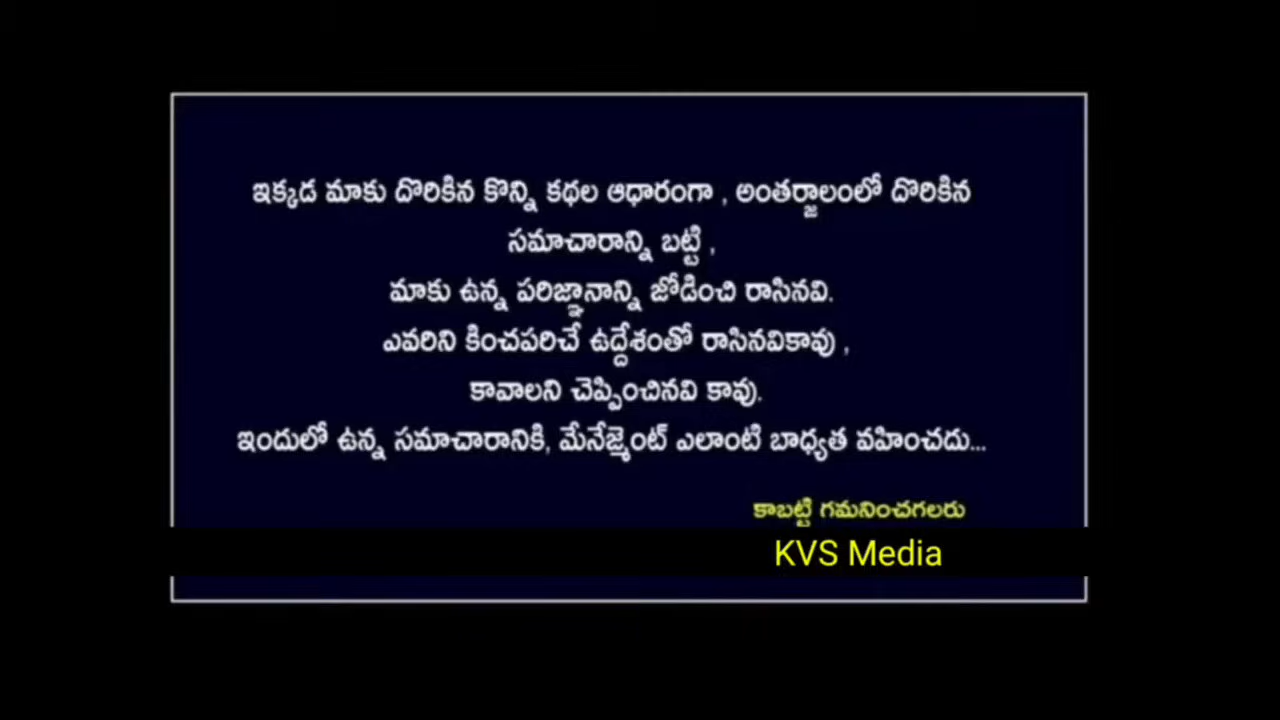 ఇక్కడ మాకు దొరికిన కొన్ని కథల ఆధారంగా , అంతర్జాలంలో దొరికిన
సమాచారాన్ని బట్టి ,
మాకు ఉన్న పరిజ్ఞానాన్ని జోడించి రాసినవి.
ఎవరిని కించపరిచే ఉద్దేశంతో రాసినవికావు ,
కావాలని చెప్పించినవి కావు.
ఇందులో ఉన్న సమాచారానికి, మేనేజ్మెంట్ ఎలాంటి బాధ్యత వహించదు...
కాబట్టి గమనించగలరు
KVS Media